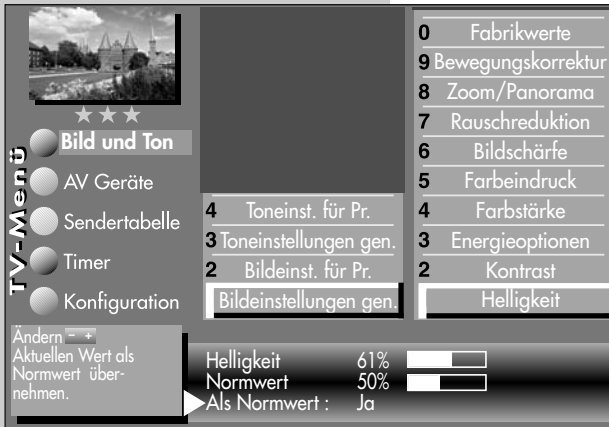 TV-Menü
Bild und Ton
AV Geräte
Sendertabelle
Timer
Konfiguration
4 Toneinst. für Pr.
3 Toneinstellungen gen.
2 Bildeinst. für Pr.
Bildeinstellungen gen.
0 Fabrikwerte
9 Bewegungskorrektur
8 Zoom/Panorama
7 Rauschreduktion
6 Bildschärfe
5 Farbeindruck
4 Farbstärke
3 Energieoptionen
2 Kontrast
Helligkeit
Ändern - +
Aktuellen Wert als
Normwert über-
nehmen.
Helligkeit 61%
Normwert 50%
Als Normwert : Ja